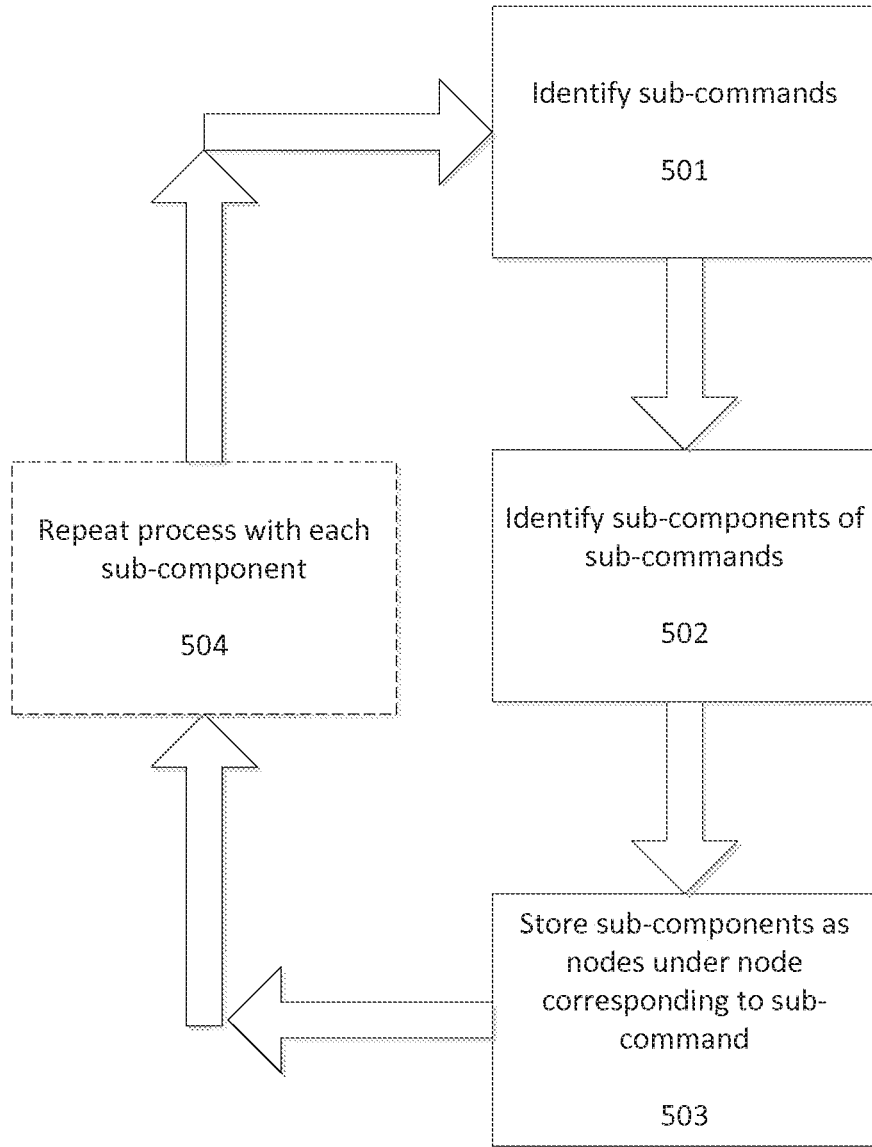 Identify sub-commands
501
Repeat process with each
sub-component
504
Identify sub-components of
sub-commands
502
Store sub-components as
nodes under node
corresponding to sub-
command
503